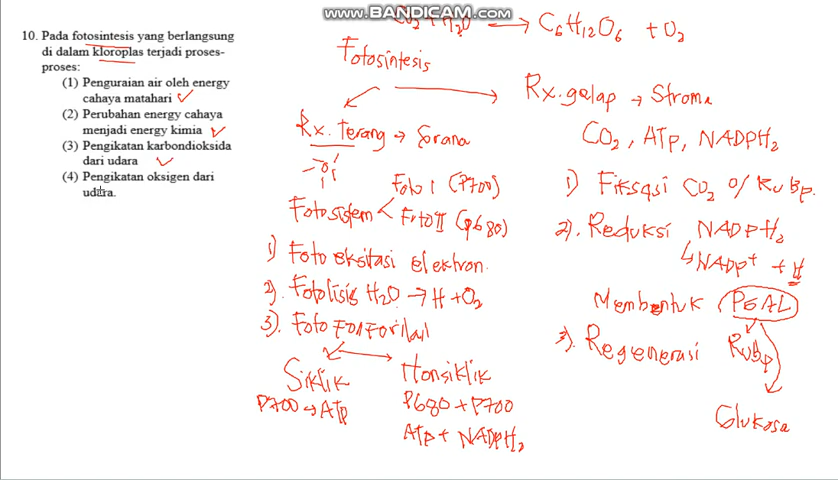 WWW.BANDICAM.COM
10. Pada fotosintesis yang berlangsung
di dalam kloroplas terjadi proses-
proses:
(1) Penguraian air oleh energy
cahaya matahari ✓
(2) Perubahan energy cahaya
menjadi energy kimia ✓
(3) Pengikatan karbondioksida
dari udara ✓
(4) Pengikatan oksigen dari
udara.
CO2 + H2O → C6H12O6 + O2
Fotosintesis
Rx. Terang → Grana
Fotosistem < Foto I (P700)
Foto II (P680)
1) Foto eksitasi elektron
2) Fotolisis H2O → H + O2
3). Foto
Siklik
P700 → ATP
Nonsiklik
P680 + P700
ATP + NADPH2
Rx. gelap → Stroma
CO2, ATP, NADPH2
1) Fiksasi CO2 o/ RuBp.
2). Reduksi NADPH2
↳ NADP+ + H
Membentuk PGAL
3). Regenerasi RuBp
Glukosa